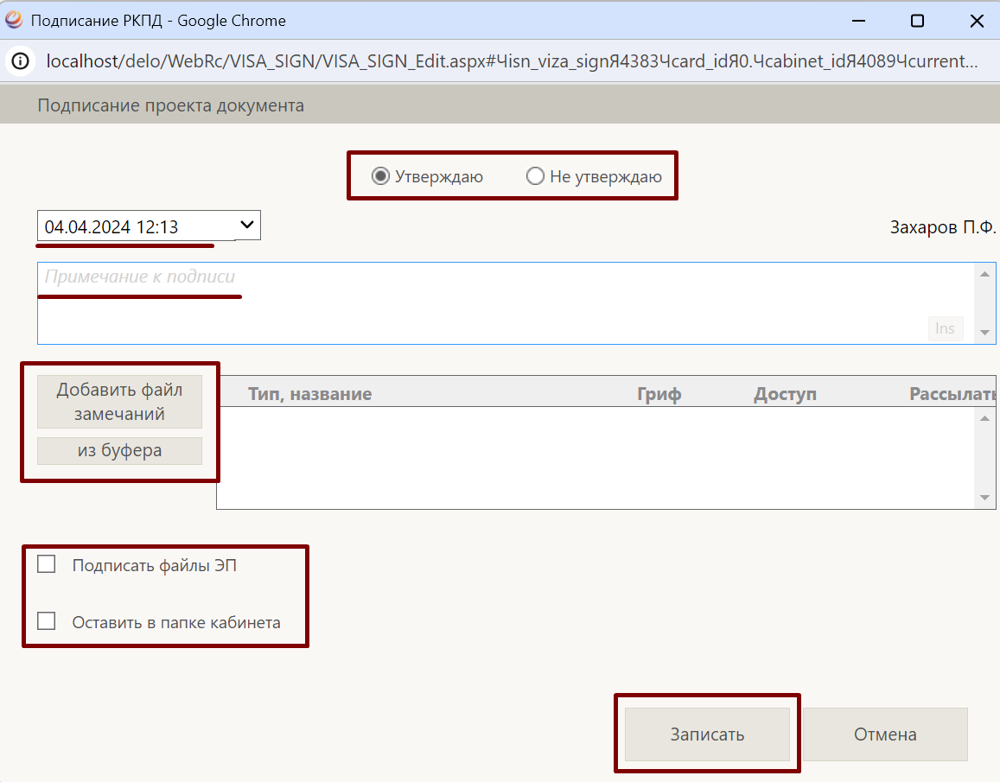 Подписание РКПД - Google Chrome
localhost/delo/WebRc/VISA_SIGN/VISA_SIGN_Edit.aspx#Чisn_viza_signЯ4383Чcard_idЯ0.Чcabinet_idЯ4089Чcurrent...
Подписание проекта документа
Утверждаю Не утверждаю
04.04.2024 12:13 Захаров П.Ф.
Примечание к подписи
Ins
Добавить файл
замечаний
Тип, название Гриф Доступ Рассылать
из буфера
Подписать файлы ЭП
Оставить в папке кабинета
Записать Отмена